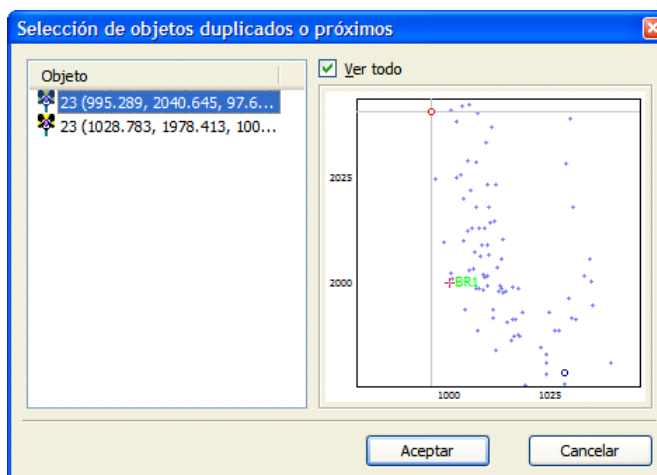 Selección de objetos duplicados o próximos
Objeto
23 (995.289, 2040.645, 97.6...
23 (1028.783, 1978.413, 100...
Ver todo
2025
2000
BR1
1000
1025
Aceptar
Cancelar